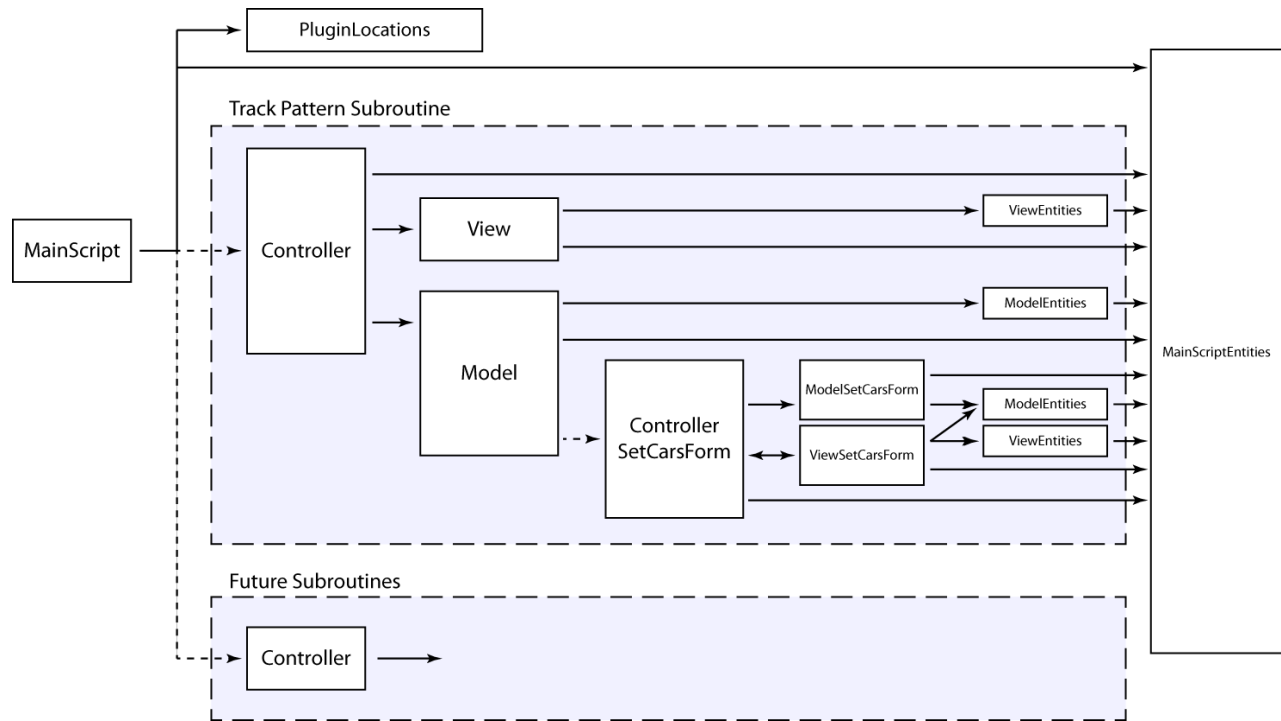 PluginLocations
Track Pattern Subroutine
MainScript
Controller
View
ViewEntities
Model
ModelEntities
MainScriptEntities
Controller
SetCarsForm
ModelSetCarsForm
ModelEntities
ViewSetCarsForm
ViewEntities
Future Subroutines
Controller